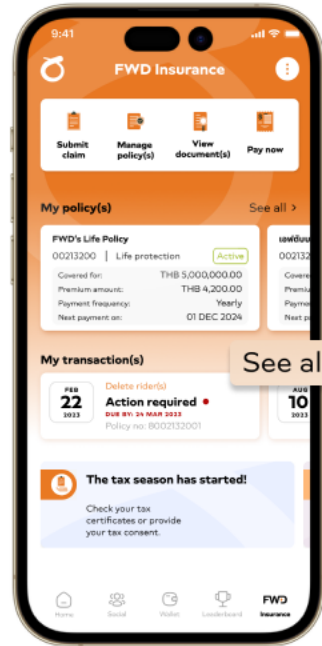 9:41
FWD Insurance
Submit claim
Manage policy(s)
View document(s)
Pay now
My policy(s)
See all >
FWD's Life Policy
00213200 | Life protection
Active
Covered for: THB 5,000,000.00
Premium amount: THB 4,200.00
Payment frequency: Yearly
Next payment on: 01 DEC 2024
002132
Covere
Premiu
Payme
Next p
My transaction(s)
See al
FEB
22
2023
Delete rider(s)
Action required
DUE BY: 24 MAR 2023
Policy no: 8002132001
AUG
10
2023
The tax season has started!
Check your tax
certificates or provide
your tax consent.
Home
Social
Wallet
Leaderboard
FWD
Insurance